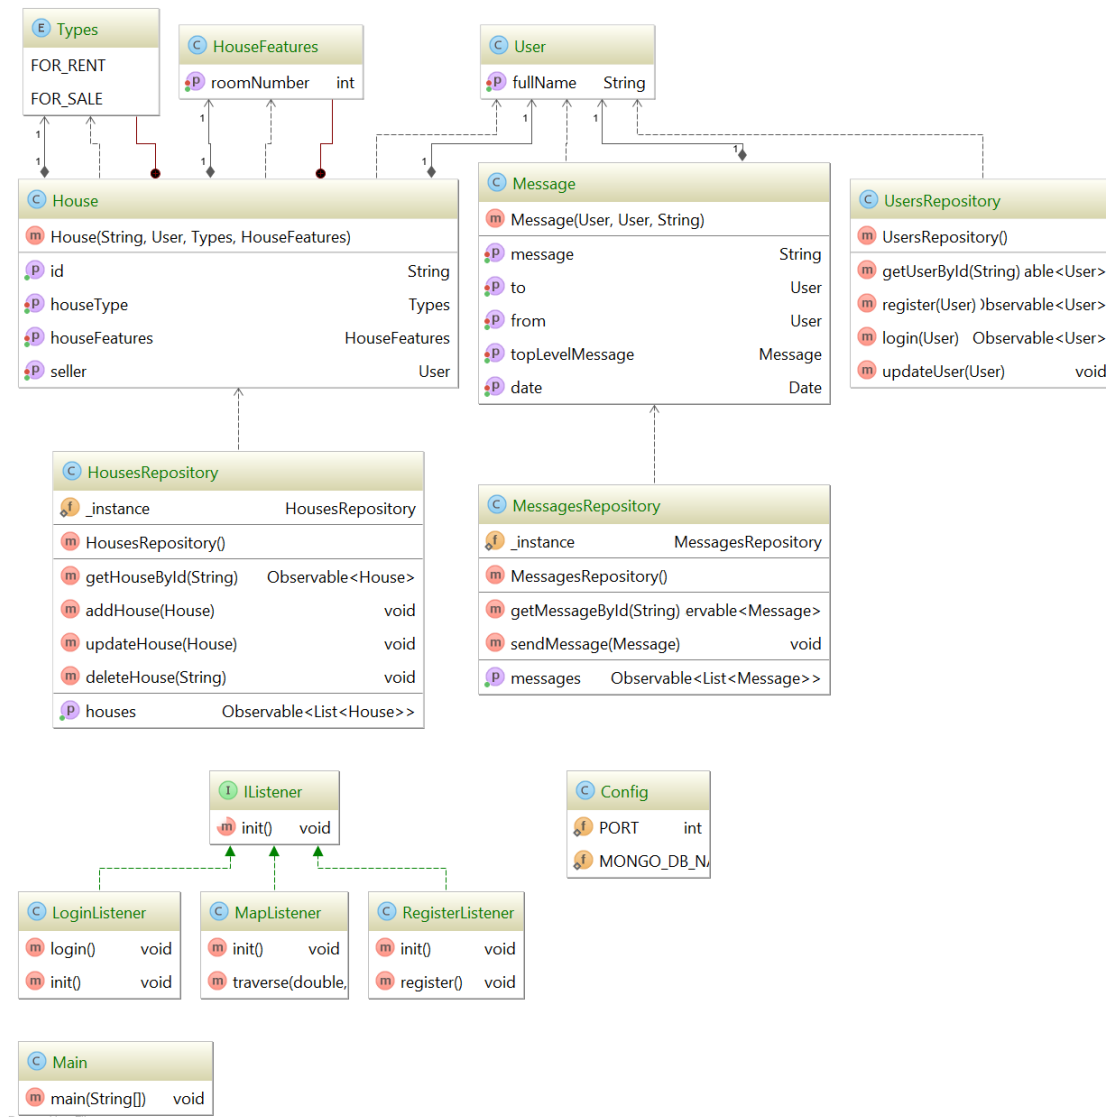 E Types
FOR_RENT
FOR_SALE
C HouseFeatures
p roomNumber int
C User
p fullName String
1
1
1
1
1
1
1
1
C House
m House(String, User, Types, HouseFeatures)
p id String
p houseType Types
p houseFeatures HouseFeatures
p seller User
C Message
m Message(User, User, String)
p message String
p to User
p from User
p topLevelMessage Message
p date Date
C UsersRepository
m UsersRepository()
m getUserById(String) able<User>
m register(User) )bservable<User>
m login(User) Observable<User>
m updateUser(User) void
C HousesRepository
f _instance HousesRepository
m HousesRepository()
m getHouseById(String) Observable<House>
m addHouse(House) void
m updateHouse(House) void
m deleteHouse(String) void
p houses Observable<List<House>>
C MessagesRepository
f _instance MessagesRepository
m MessagesRepository()
m getMessageById(String) ervable<Message>
m sendMessage(Message) void
p messages Observable<List<Message>>
I IListener
m init() void
C Config
f PORT int
f MONGO_DB_NA
C LoginListener
m login() void
m init() void
C MapListener
m init() void
m traverse(double,
C RegisterListener
m init() void
m register() void
C Main
m main(String[]) void